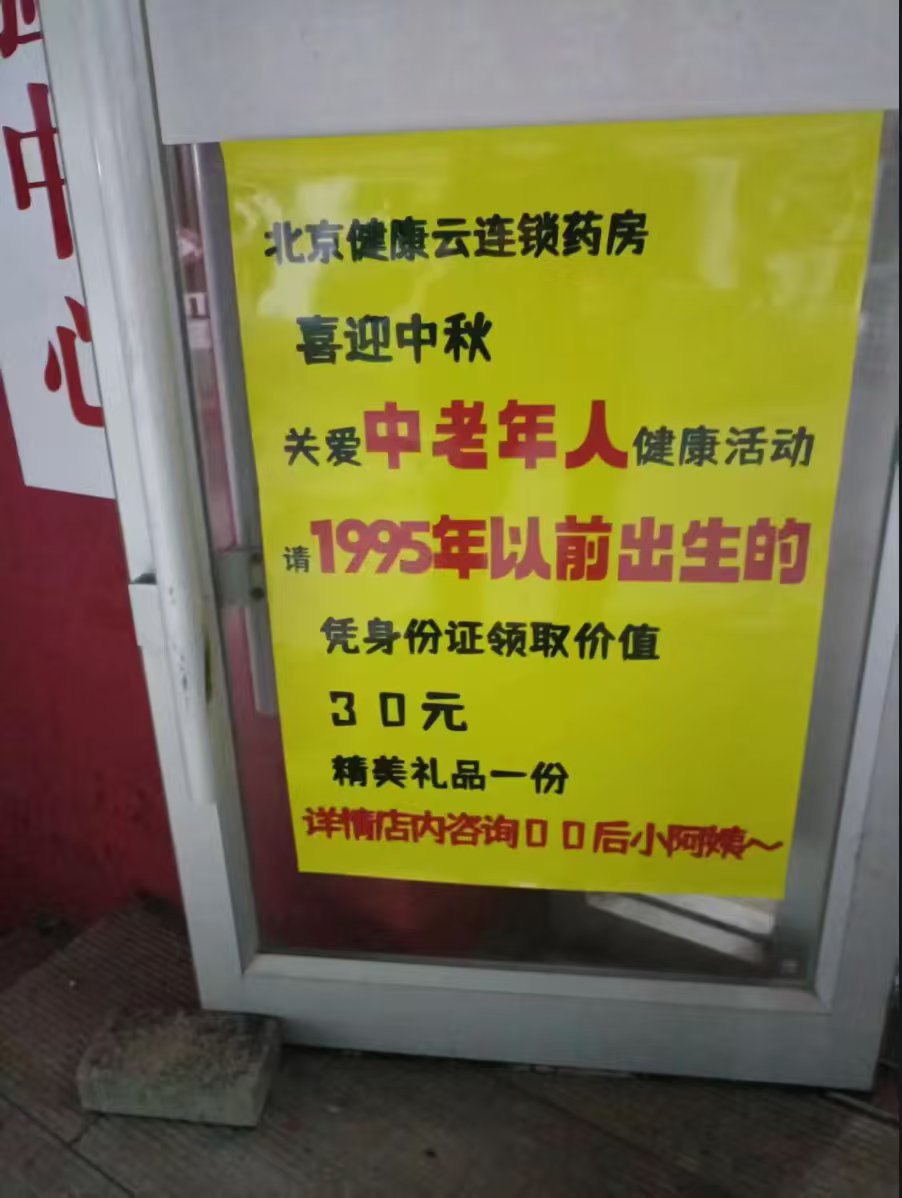 中心
北京健康云连锁药房
喜迎中秋
关爱中老年人健康活动
请1995年以前出生的
凭身份证领取价值
30元
精美礼品一份
详情店内咨询00后小阿姨~